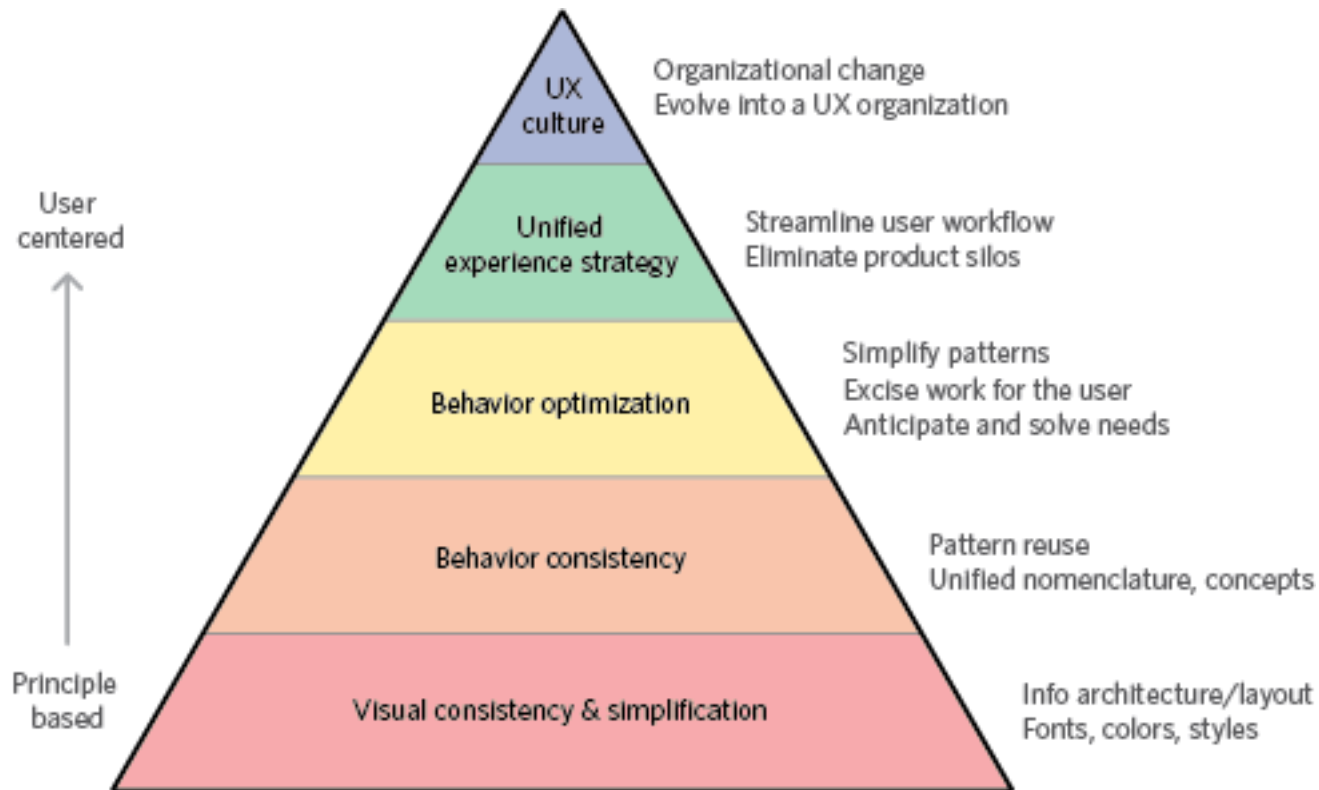 UX
culture
Organizational change
Evolve into a UX organization
User
centered
Unified
experience strategy
Streamline user workflow
Eliminate product silos
Behavior optimization
Simplify patterns
Excise work for the user
Anticipate and solve needs
Behavior consistency
Pattern reuse
Unified nomenclature, concepts
Principle
based
Visual consistency & simplification
Info architecture/layout
Fonts, colors, styles